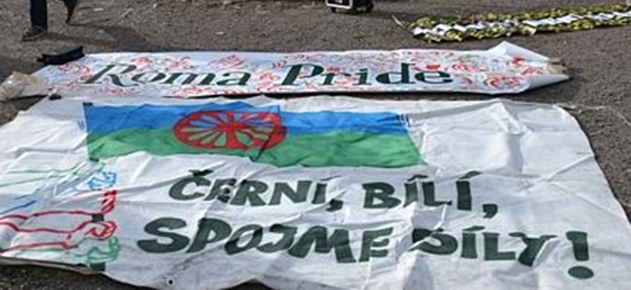 Roma Pride
ČERNÍ, BÍLÍ,
SPOJME SÍLY!